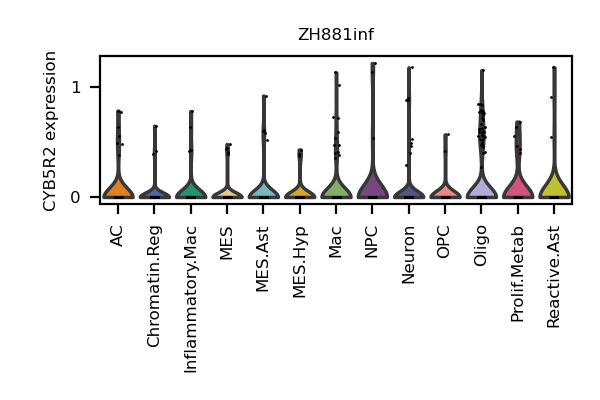 ZH881inf
CYB5R2 expression
1
0
AC
Chromatin.Reg
Inflammatory.Mac
MES
MES.Ast
MES.Hyp
Mac
NPC
Neuron
OPC
Oligo
Prolif.Metab
Reactive.Ast